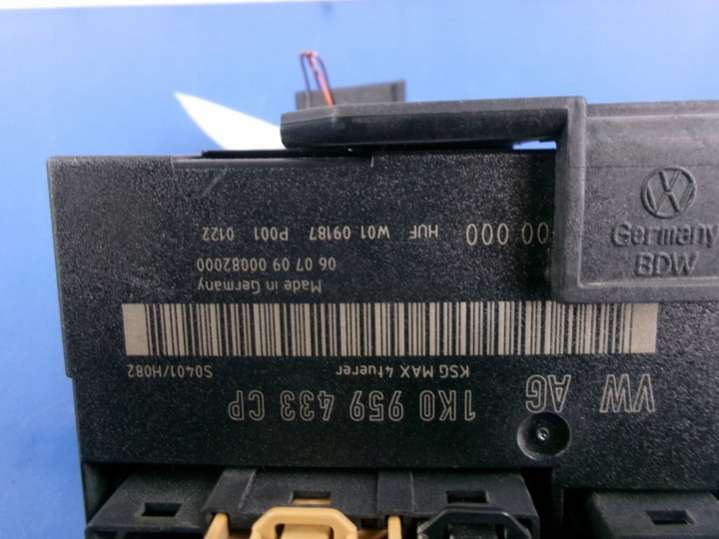 VW AG 1K0 959 433 CP
KSG MAX 4tuerer S0401/H082
Made in Germany
06 07 09 00082000
00 000 HUF W01 09187 P001 0122
Germany
BDW